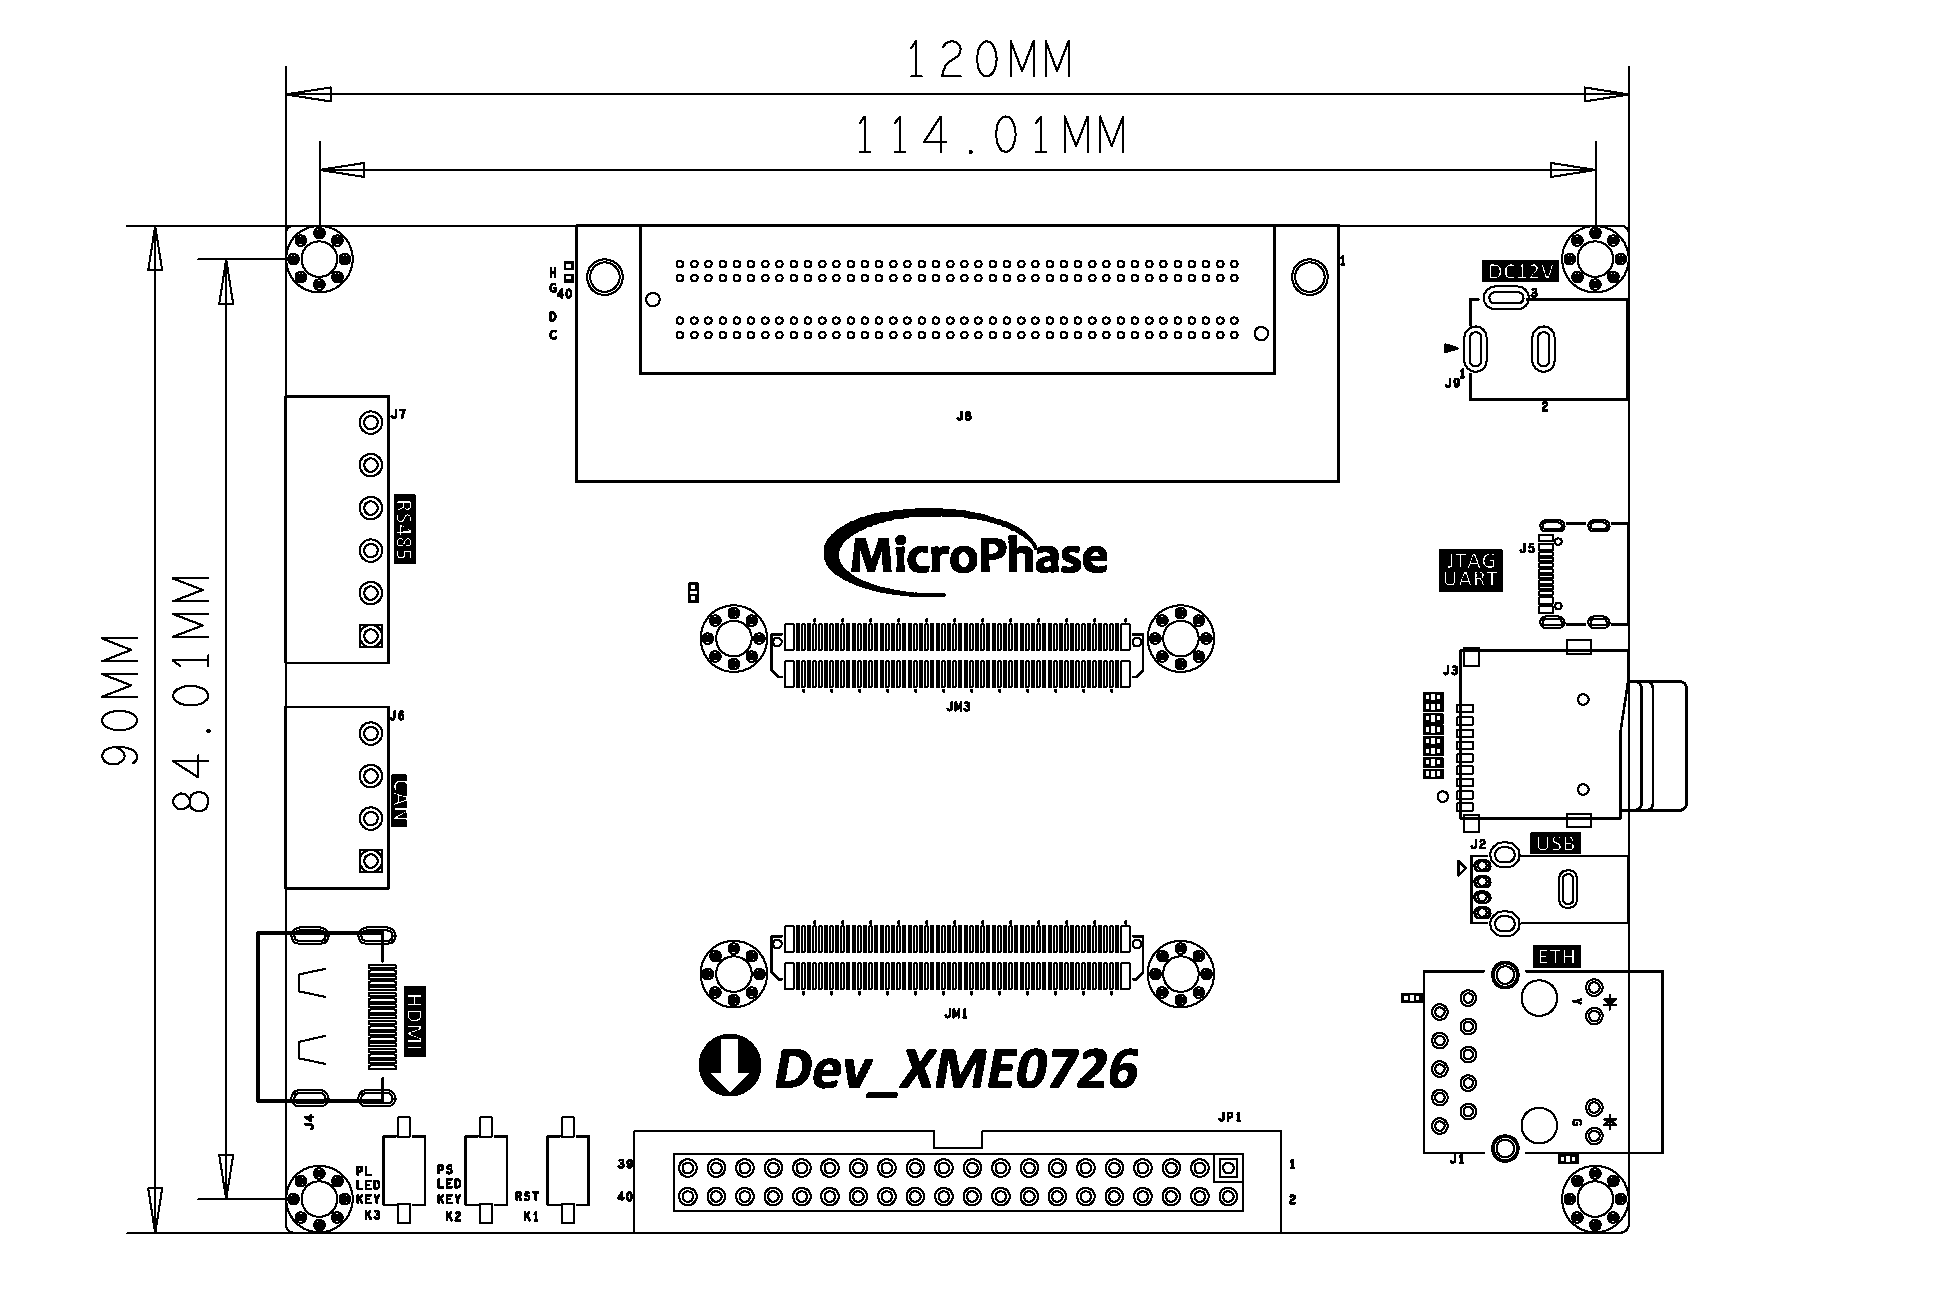 120MM
114.01MM
90MM
84.01MM
H
G
40
D
C
1
DC12V
3
1
J9
2
J8
J7
RS485
MicroPhase
JTAG
UART
J5
J3
JM3
J6
CAN
USB
J2
ETH
JM1
HDMI
J4
Dev_XME0726
Y
G
J1
JP1
39
40
1
2
PL
LED
KEY
K3
PS
LED
KEY
K2
RST
K1